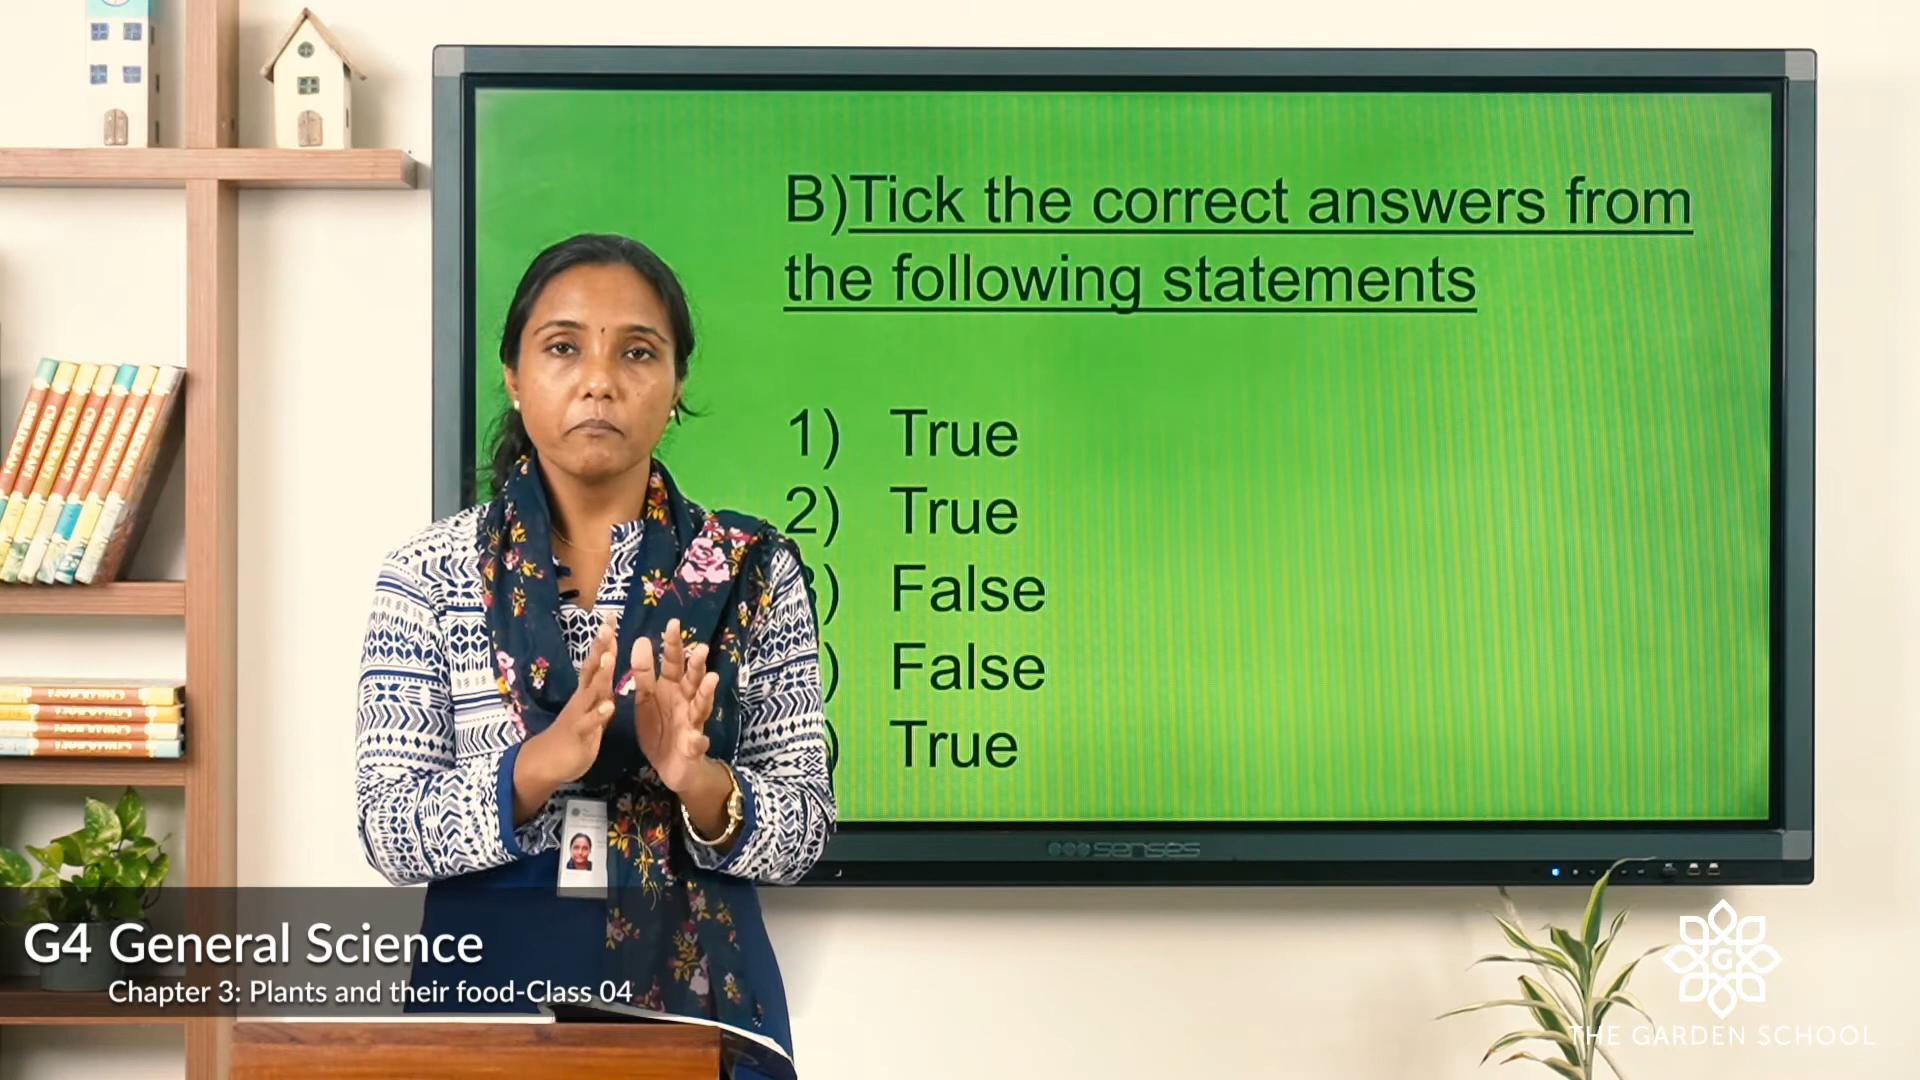 B)Tick the correct answers from
the following statements
1) True
2) True
) False
) False
) True
senses
G4 General Science
Chapter 3: Plants and their food-Class 04
G
THE GARDEN SCHOOL